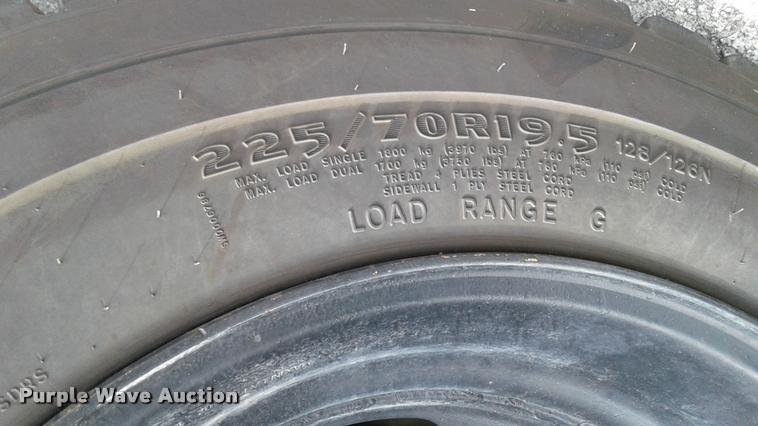 225/70R19.5 128/126N
MAX. LOAD SINGLE 1800 kg (3970 lbs) AT 760 kPa (110 psi) COLD
MAX. LOAD DUAL 1700 kg (3750 lbs) AT 760 kPa (110 psi) COLD
TREAD 4 PLIES STEEL CORD
SIDEWALL 1 PLY STEEL CORD
LOAD RANGE G
Purple Wave Auction